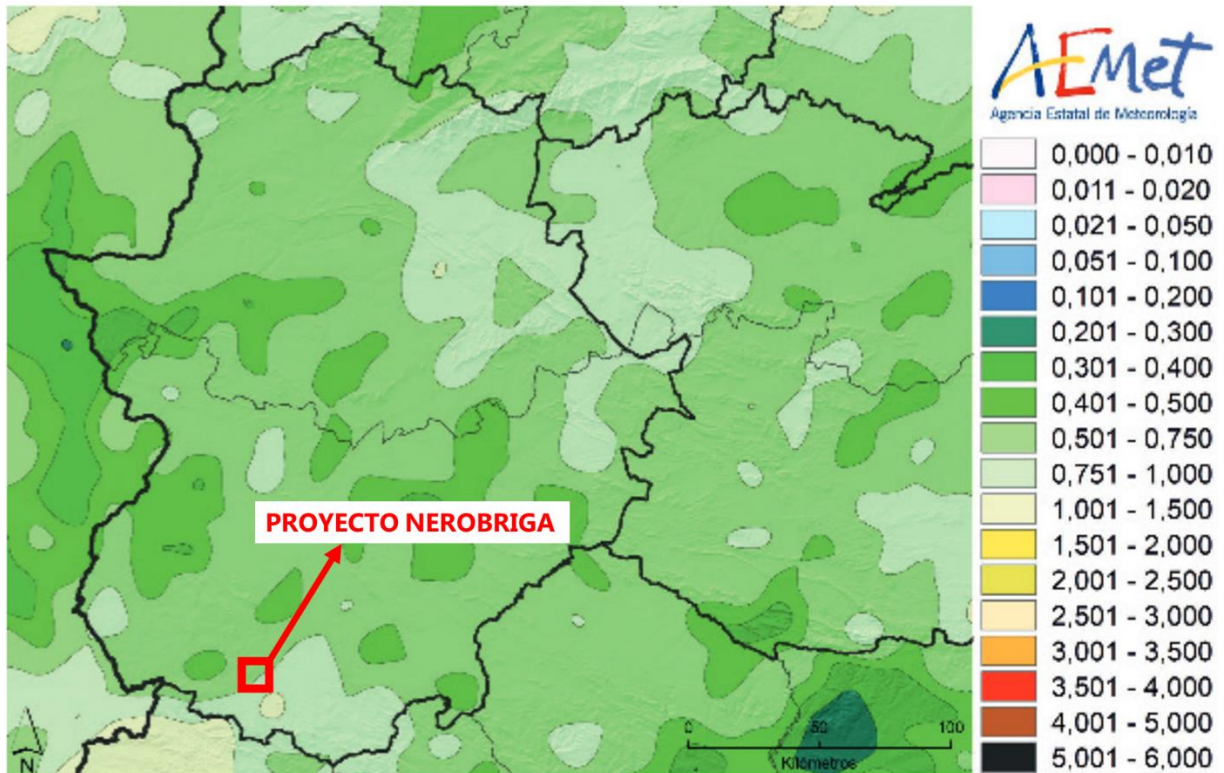 AEMet
Agencia Estatal de Meteorología
0,000 - 0,010
0,011 - 0,020
0,021 - 0,050
0,051 - 0,100
0,101 - 0,200
0,201 - 0,300
0,301 - 0,400
0,401 - 0,500
0,501 - 0,750
0,751 - 1,000
1,001 - 1,500
1,501 - 2,000
2,001 - 2,500
2,501 - 3,000
3,001 - 3,500
3,501 - 4,000
4,001 - 5,000
5,001 - 6,000
PROYECTO NEROBRIGA
0 50 100
Kilómetros
N